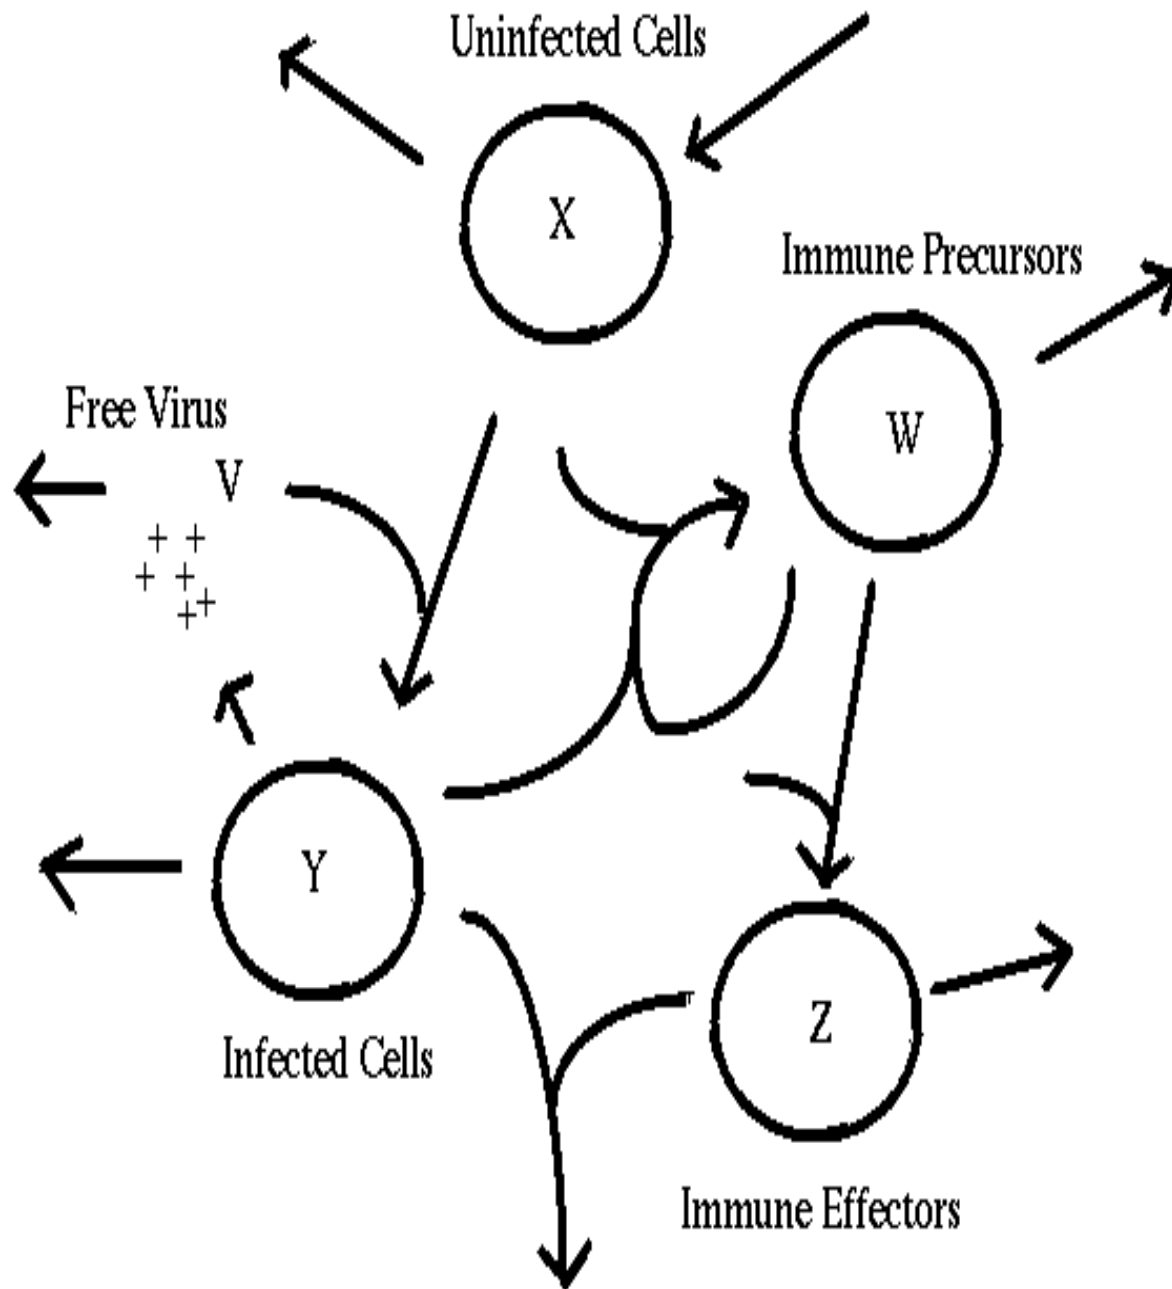 Uninfected Cells
X
Immune Precursors
W
Free Virus
V
+ +
+ +
++
Y
Infected Cells
Z
Immune Effectors